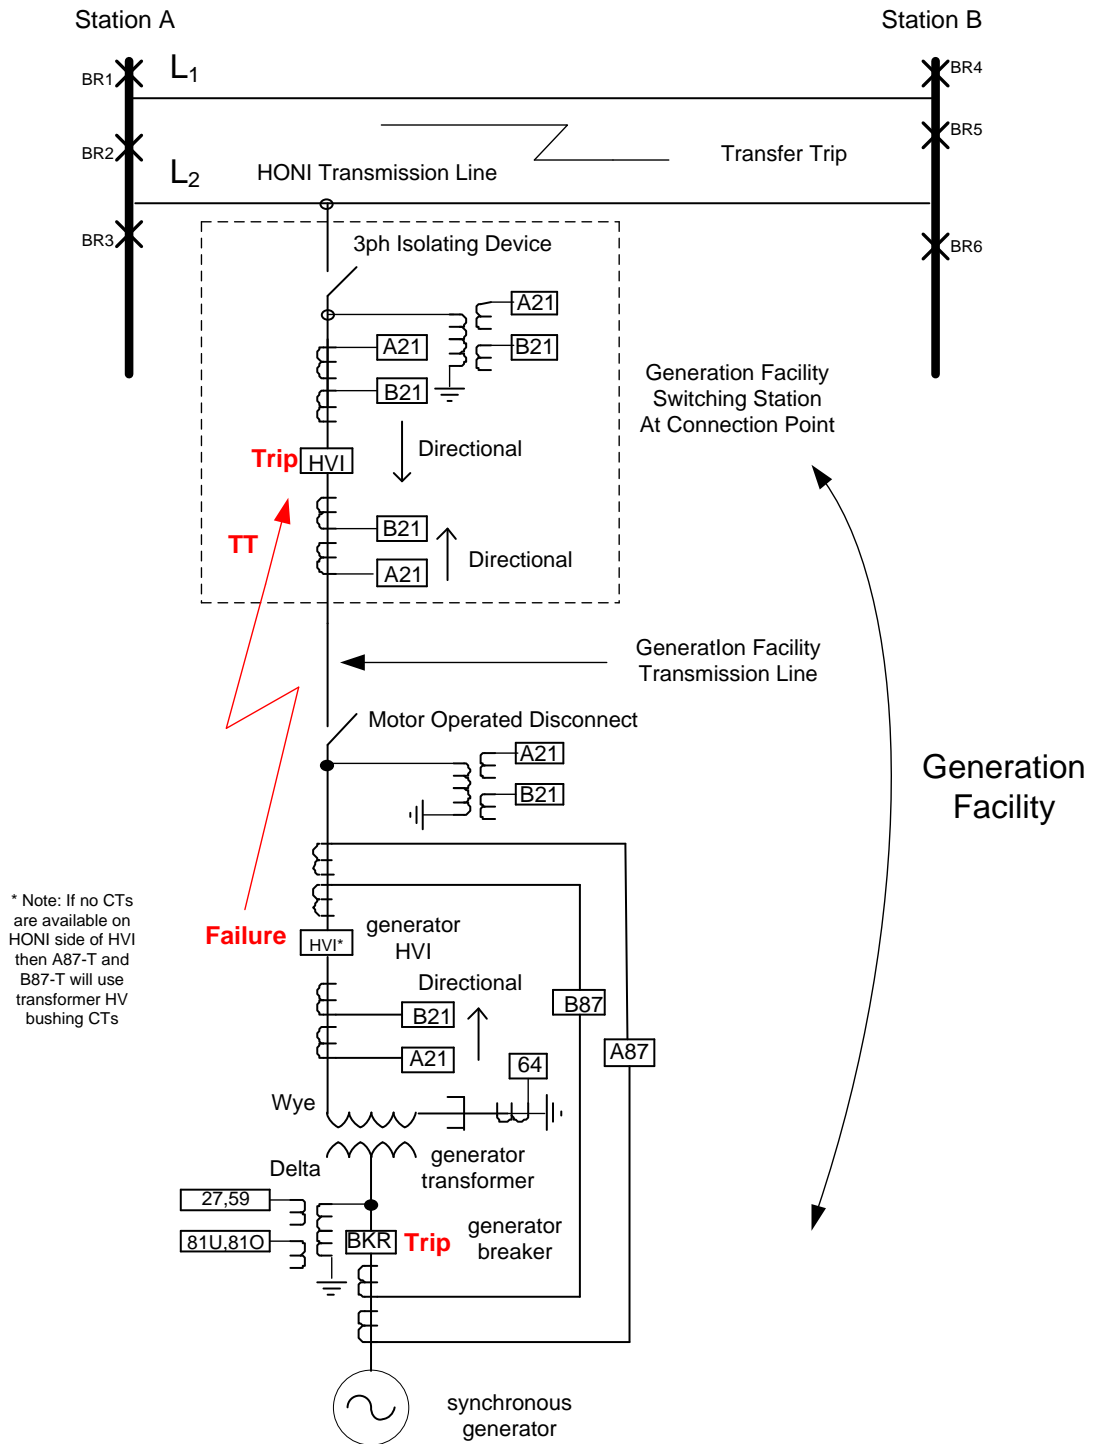 Station A
Station B
BR1
L1
BR4
BR5
BR2
Transfer Trip
L2
HONI Transmission Line
BR3
BR6
3ph Isolating Device
A21
A21
B21
B21
Generation Facility
Switching Station
At Connection Point
Directional
Trip
HVI
B21
TT
Directional
A21
Generation Facility
Transmission Line
Motor Operated Disconnect
A21
B21
Generation
Facility
* Note: If no CTs
are available on
HONI side of HVI
then A87-T and
B87-T will use
transformer HV
bushing CTs
Failure
HVI*
generator
HVI
Directional
B87
B21
A87
A21
64
Wye
Delta
generator
transformer
27,59
81U,81O
BKR
Trip
generator
breaker
synchronous
generator